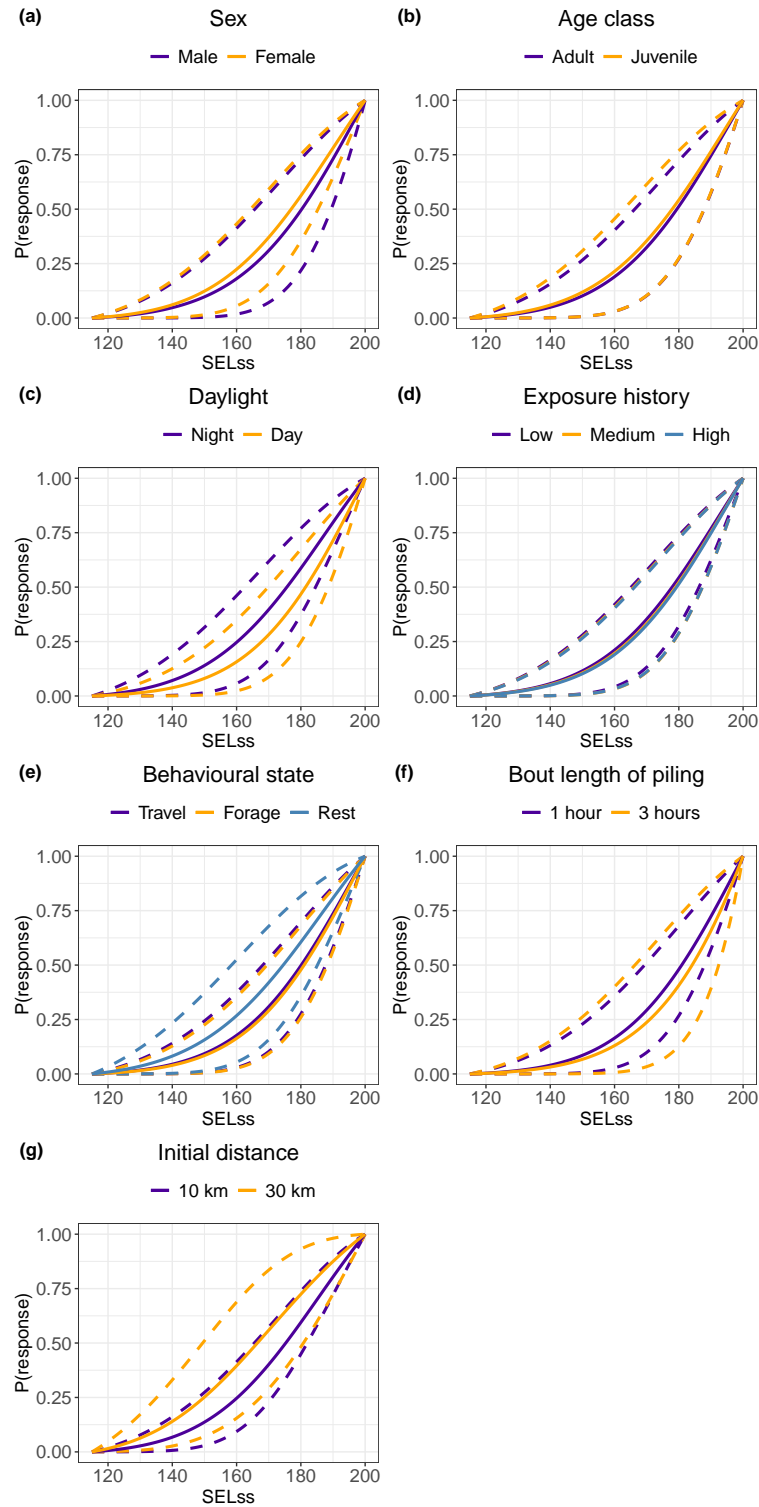 (a) Sex
Male Female
1.00
0.75
0.50
0.25
0.00
P(response)
120 140 160 180 200
SELss
(b) Age class
Adult Juvenile
1.00
0.75
0.50
0.25
0.00
P(response)
120 140 160 180 200
SELss
(c) Daylight
Night Day
1.00
0.75
0.50
0.25
0.00
P(response)
120 140 160 180 200
SELss
(d) Exposure history
Low Medium High
1.00
0.75
0.50
0.25
0.00
P(response)
120 140 160 180 200
SELss
(e) Behavioural state
Travel Forage Rest
1.00
0.75
0.50
0.25
0.00
P(response)
120 140 160 180 200
SELss
(f) Bout length of piling
1 hour 3 hours
1.00
0.75
0.50
0.25
0.00
P(response)
120 140 160 180 200
SELss
(g) Initial distance
10 km 30 km
1.00
0.75
0.50
0.25
0.00
P(response)
120 140 160 180 200
SELss